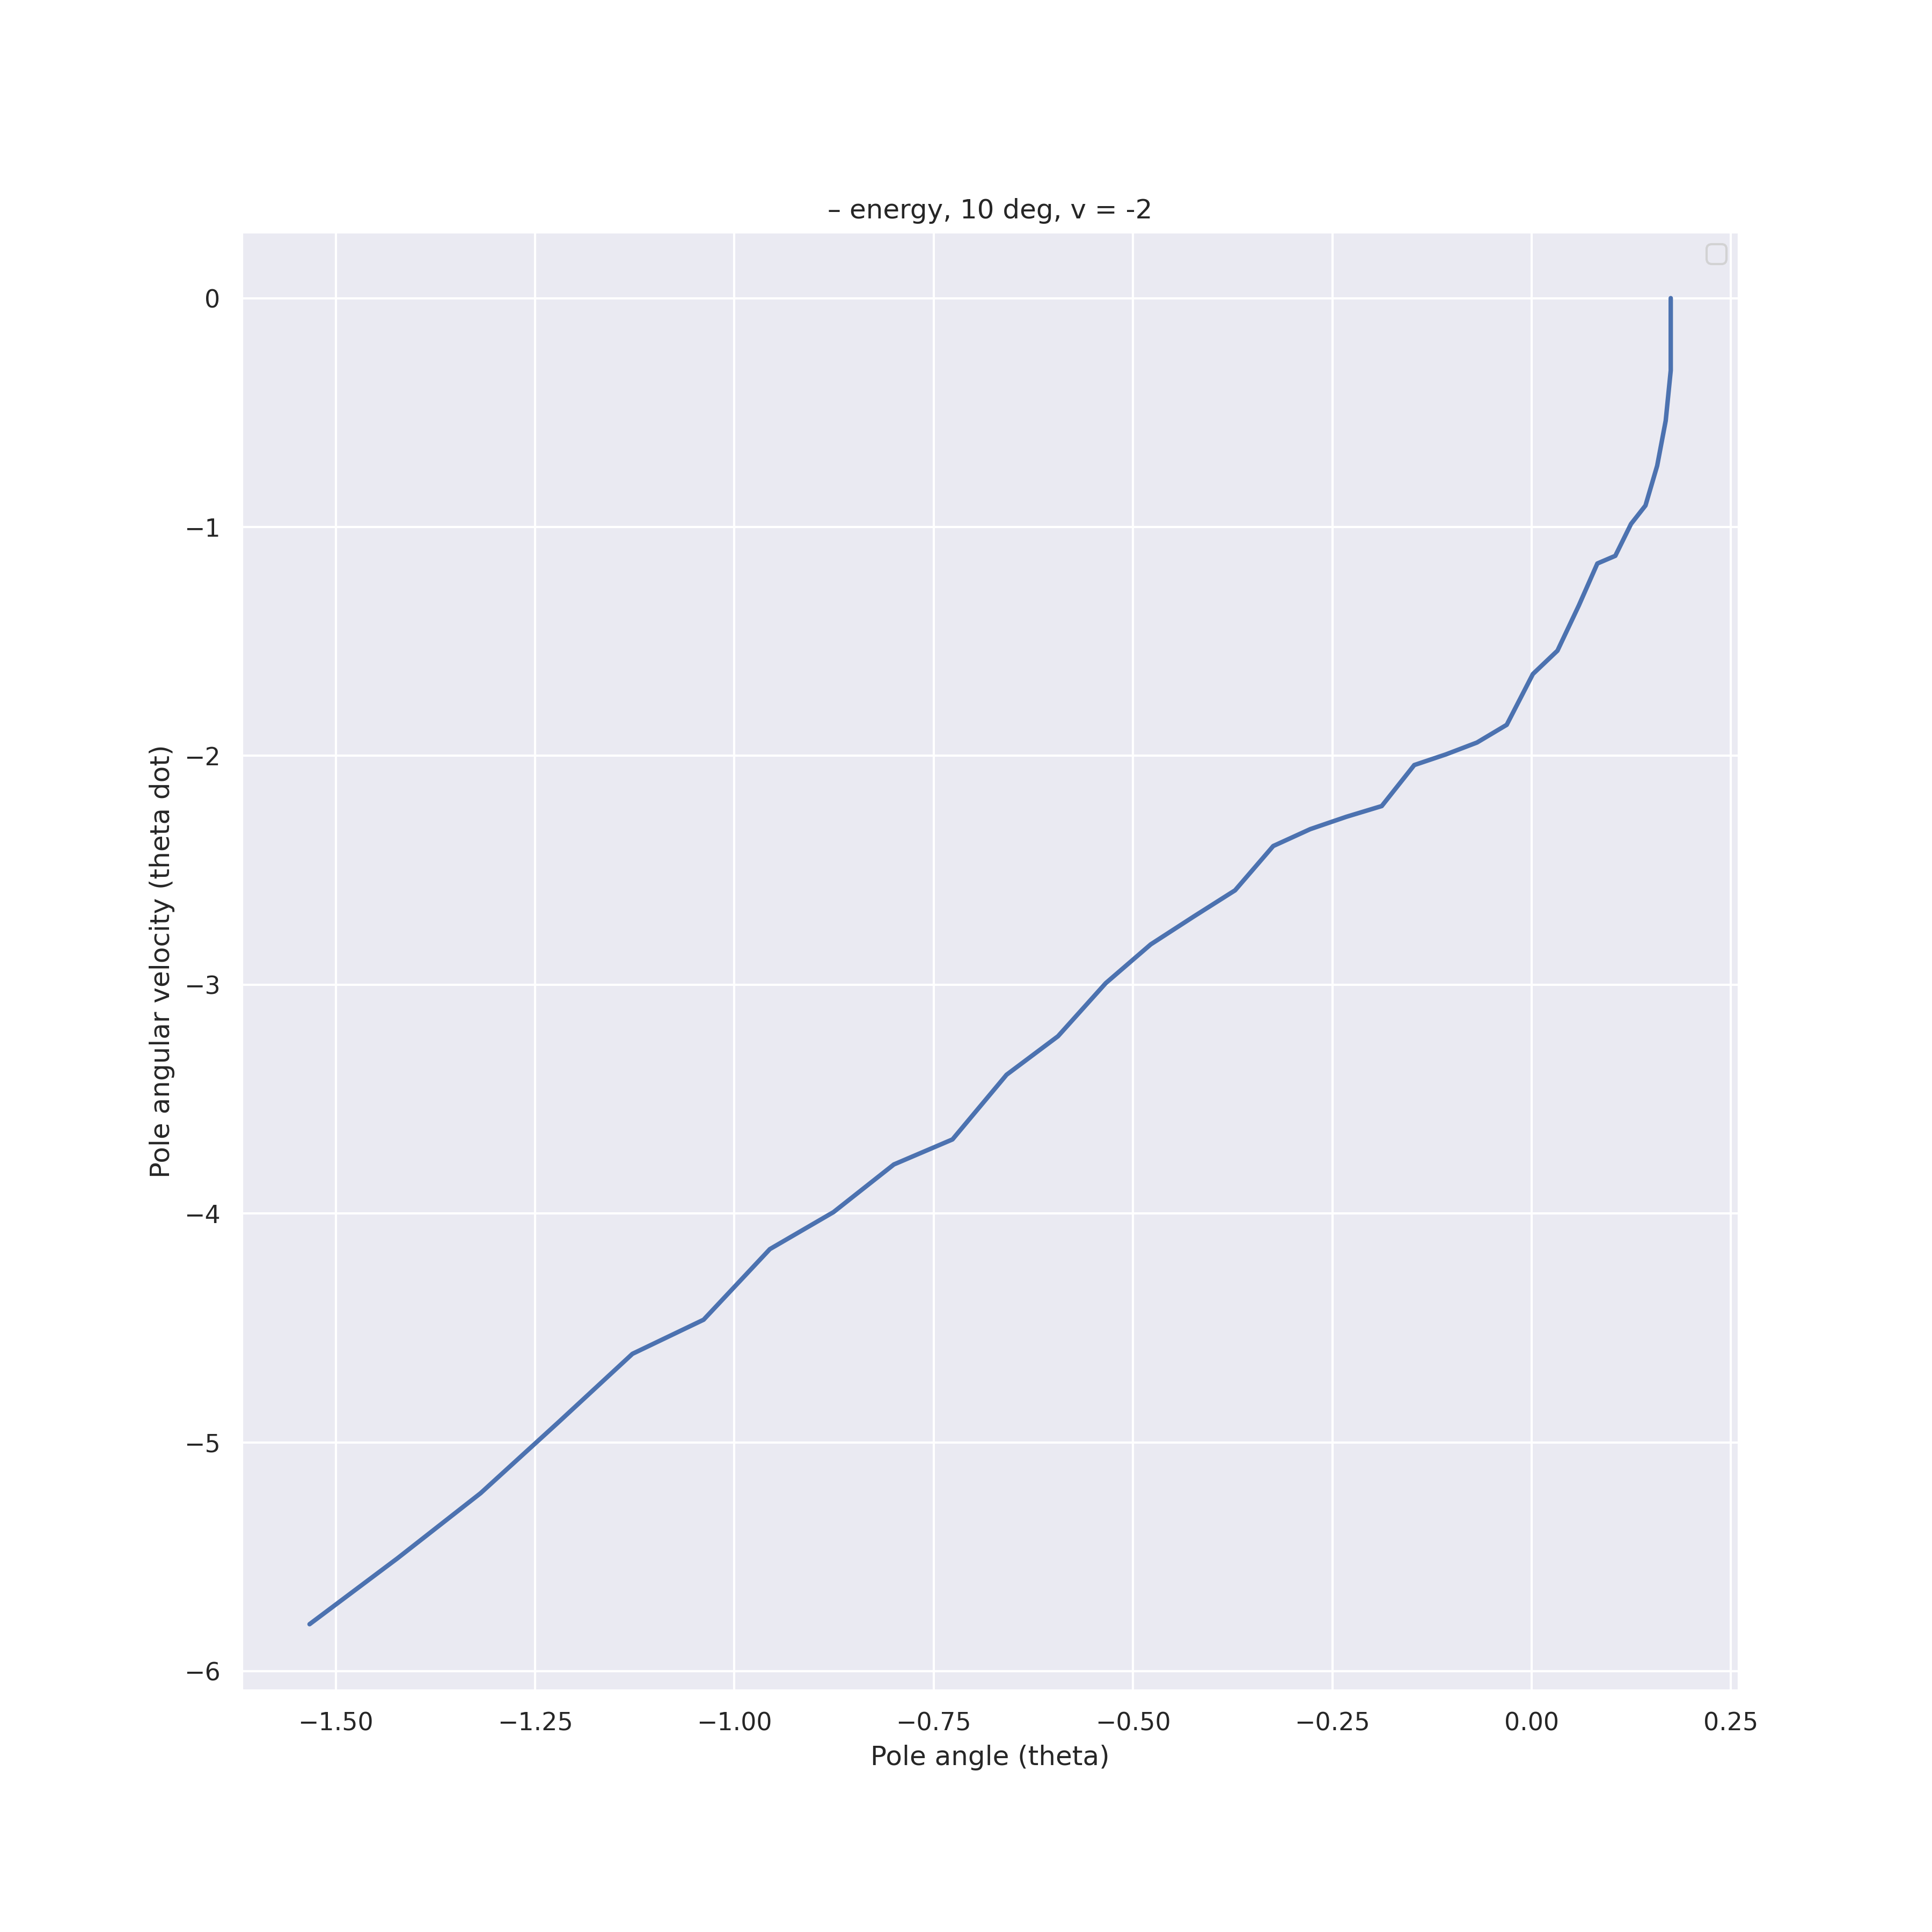 – energy, 10 deg, v = -2
0
−1
−2
−3
−4
−5
−6
Pole angular velocity (theta dot)
−1.50 −1.25 −1.00 −0.75 −0.50 −0.25 0.00 0.25
Pole angle (theta)